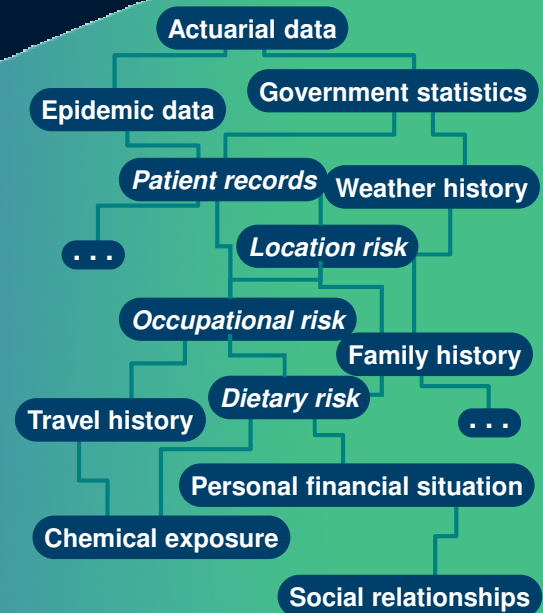 Actuarial data
Government statistics
Epidemic data
Patient records
Weather history
Location risk
. . .
Occupational risk
Family history
Dietary risk
Travel history
. . .
Personal financial situation
Chemical exposure
Social relationships